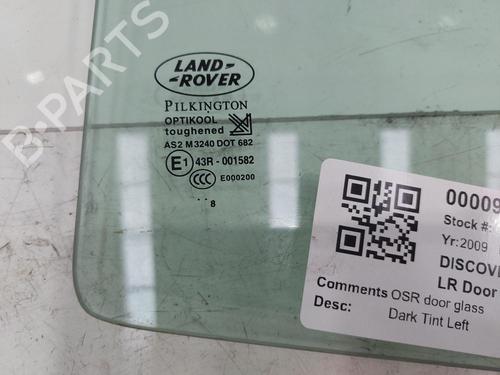 B-PARTS
LAND-
-ROVER
PILKINGTON
OPTIKOOL
toughened
AS2 M3240 DOT 682
E1 43R - 001582
CCC E000200
.. 8
00009
Stock #:
Yr:2009
DISCOVE
LR Door
Comments OSR door glass
Desc: Dark Tint Left